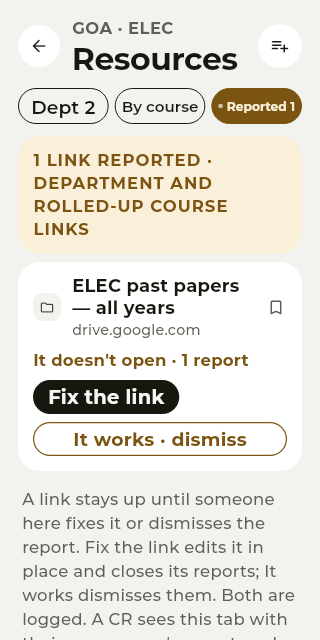 GOA · ELEC
Resources
Dept 2
By course
Reported 1
1 LINK REPORTED ·
DEPARTMENT AND
ROLLED-UP COURSE
LINKS
ELEC past papers
— all years
drive.google.com
It doesn't open · 1 report
Fix the link
It works · dismiss
A link stays up until someone
here fixes it or dismisses the
report. Fix the link edits it in
place and closes its reports; It
works dismisses them. Both are
logged. A CR sees this tab with